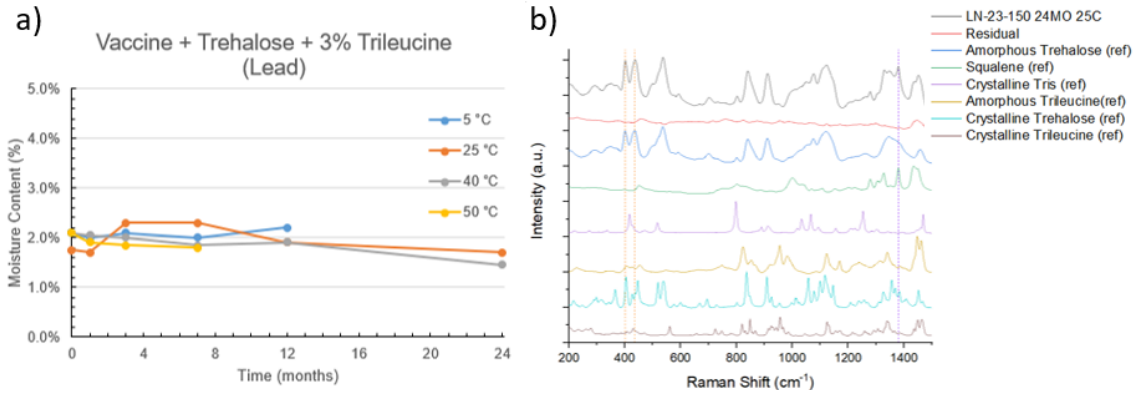 a)
Vaccine + Trehalose + 3% Trileucine
(Lead)
5.0%
4.0%
3.0%
2.0%
1.0%
0.0%
Moisture Content (%)
5 °C
25 °C
40 °C
50 °C
0
4
8
12
16
20
24
Time (months)
b)
LN-23-150 24MO 25C
Residual
Amorphous Trehalose (ref)
Squalene (ref)
Crystalline Tris (ref)
Amorphous Trileucine(ref)
Crystalline Trehalose (ref)
Crystalline Trileucine (ref)
Intensity (a.u.)
200
400
600
800
1000
1200
1400
Raman Shift (cm⁻¹)